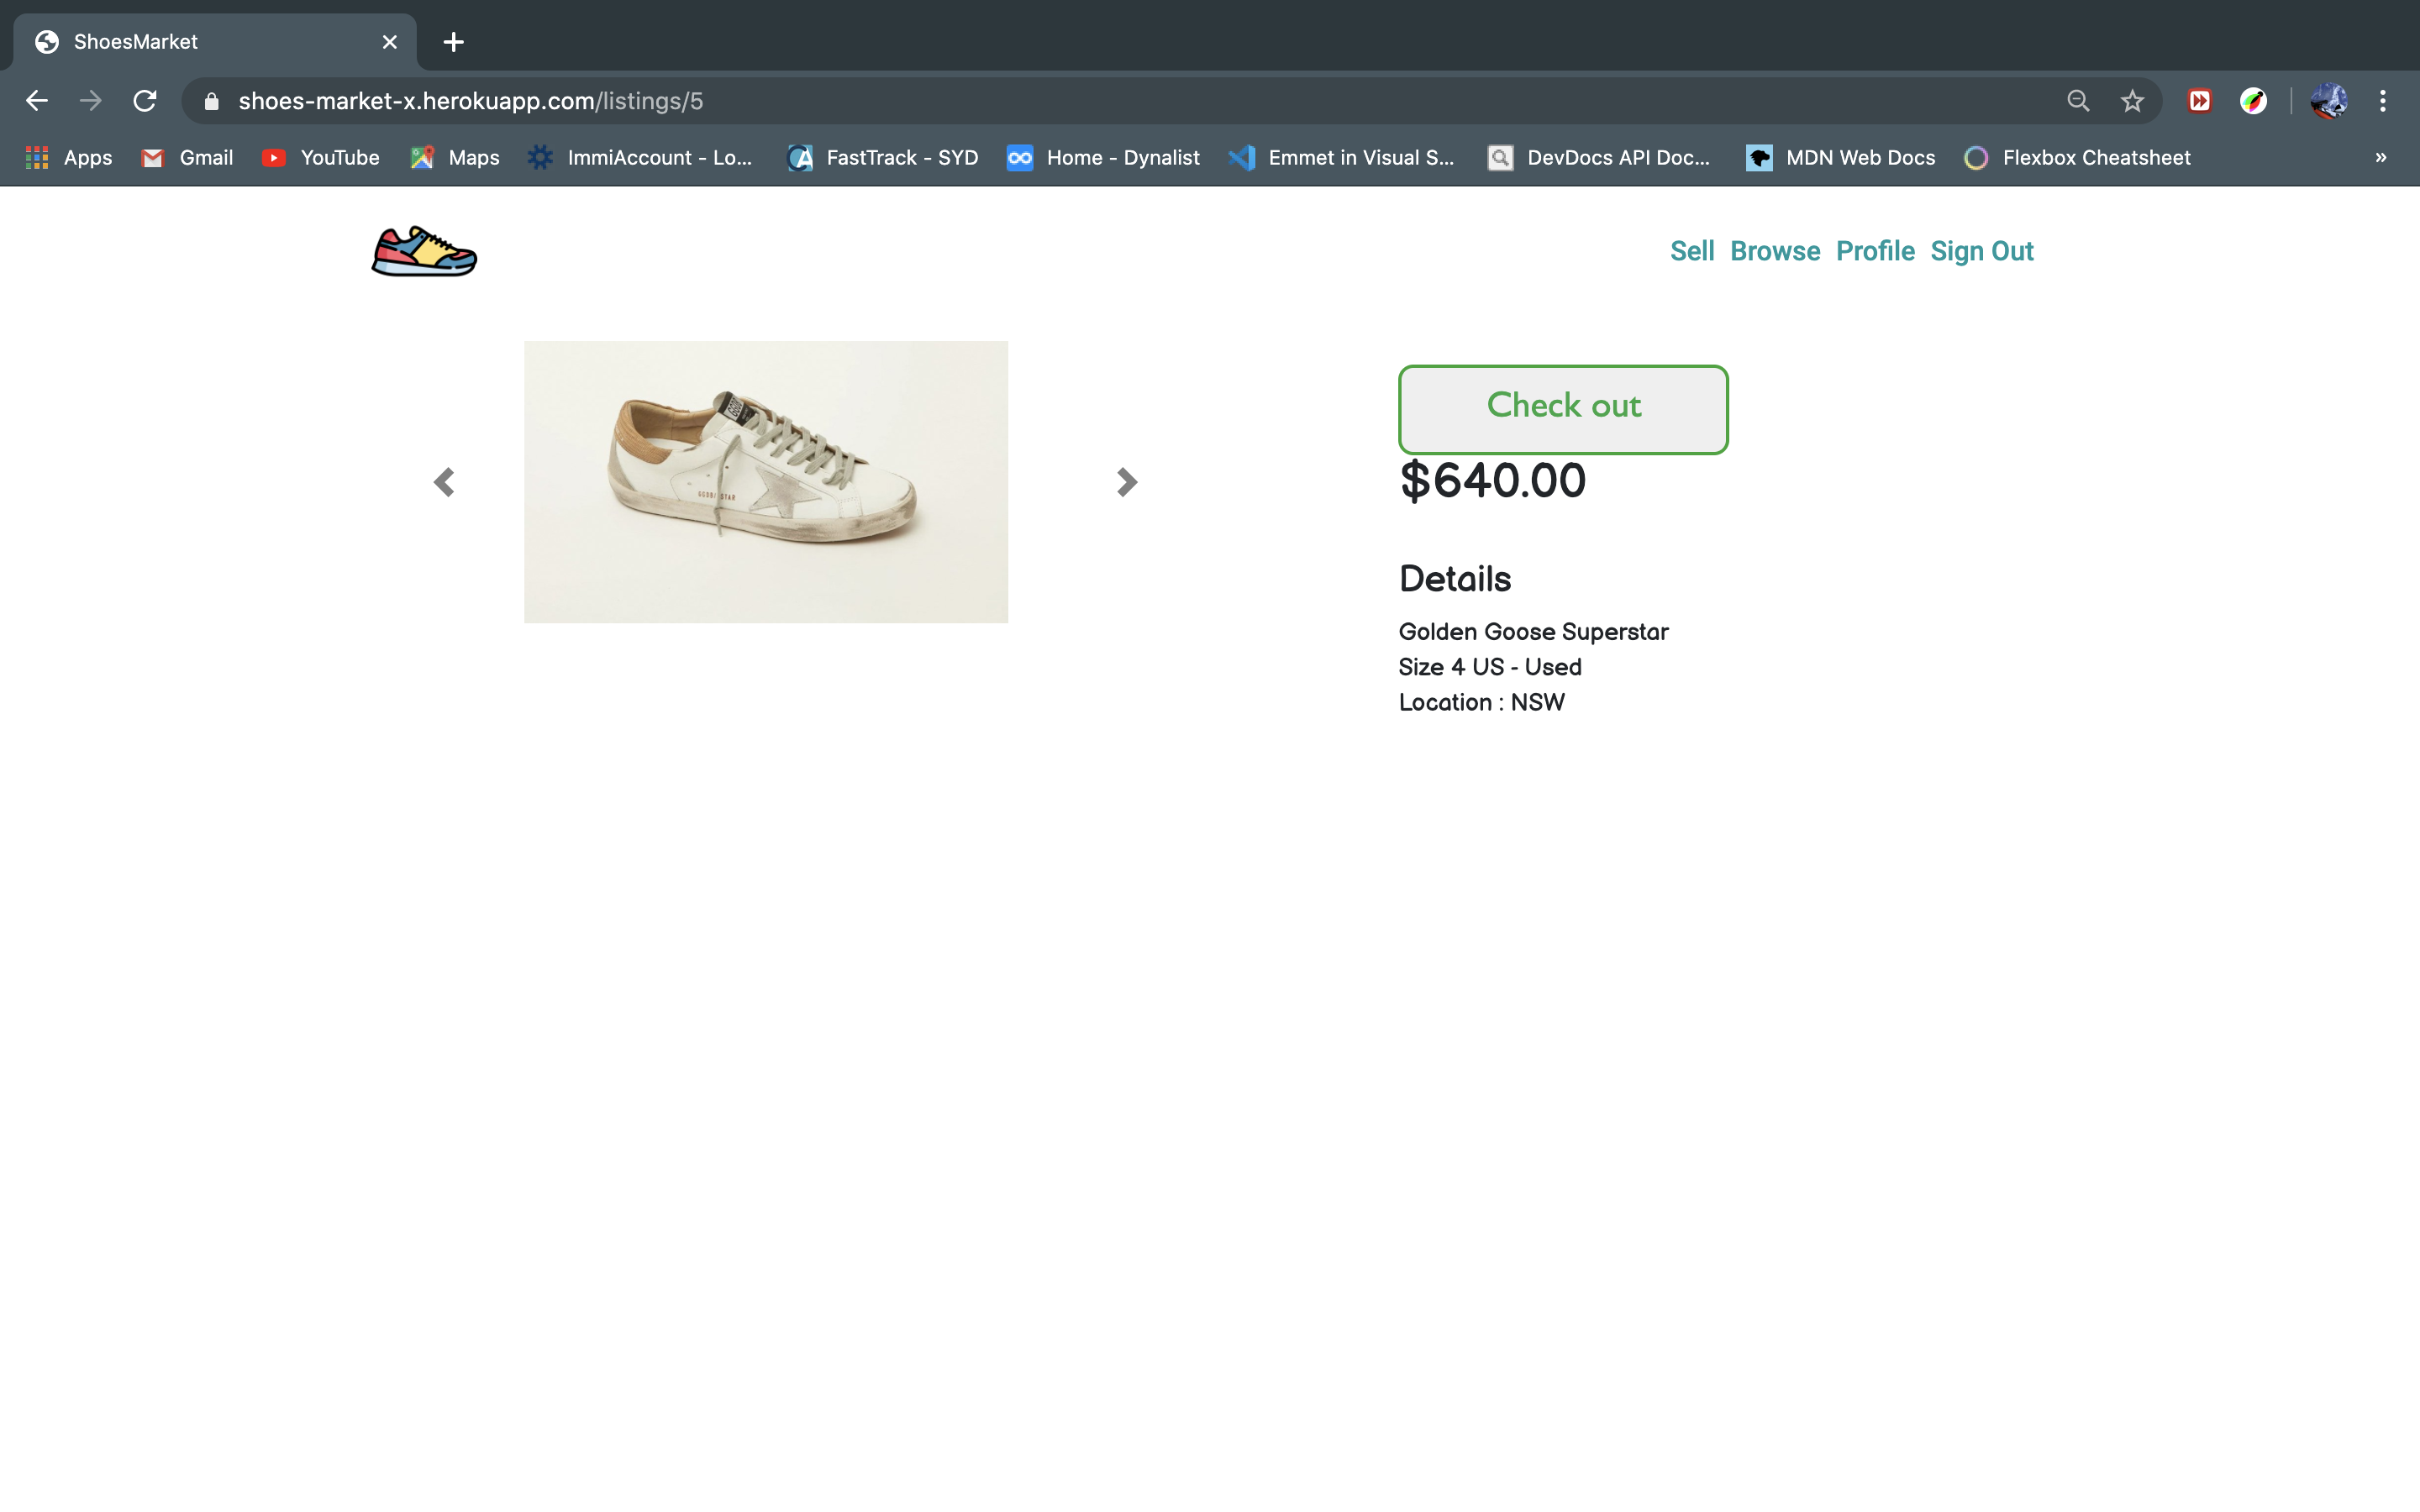 ShoesMarket
shoes-market-x.herokuapp.com/listings/5
Apps Gmail YouTube Maps ImmiAccount - Lo... FastTrack - SYD Home - Dynalist Emmet in Visual S... DevDocs API Doc... MDN Web Docs Flexbox Cheatsheet »
Sell Browse Profile Sign Out
Check out
$640.00
Details
Golden Goose Superstar
Size 4 US - Used
Location : NSW